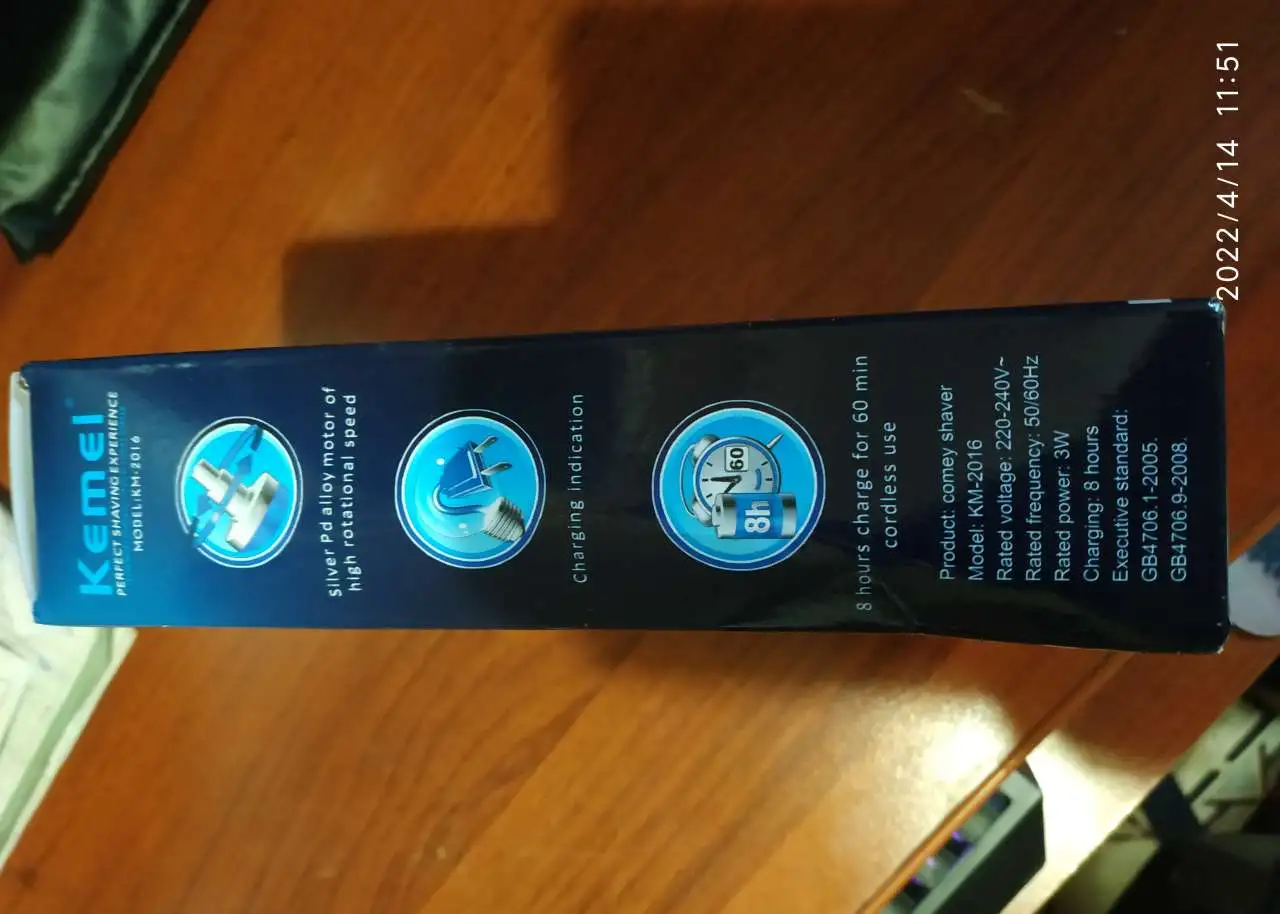 Kemei
PERFECT SHAVING EXPERIENCE
MODEL:KM-2016
silver Pd alloy motor of
high rotational speed
Charging indication
60
8h
8 hours charge for 60 min
cordless use
Product: comey shaver
Model: KM-2016
Rated voltage: 220-240V~
Rated frequency: 50/60Hz
Rated power: 3W
Charging: 8 hours
Executive standard:
GB4706.1-2005.
GB4706.9-2008.
2022/4/14 11:51